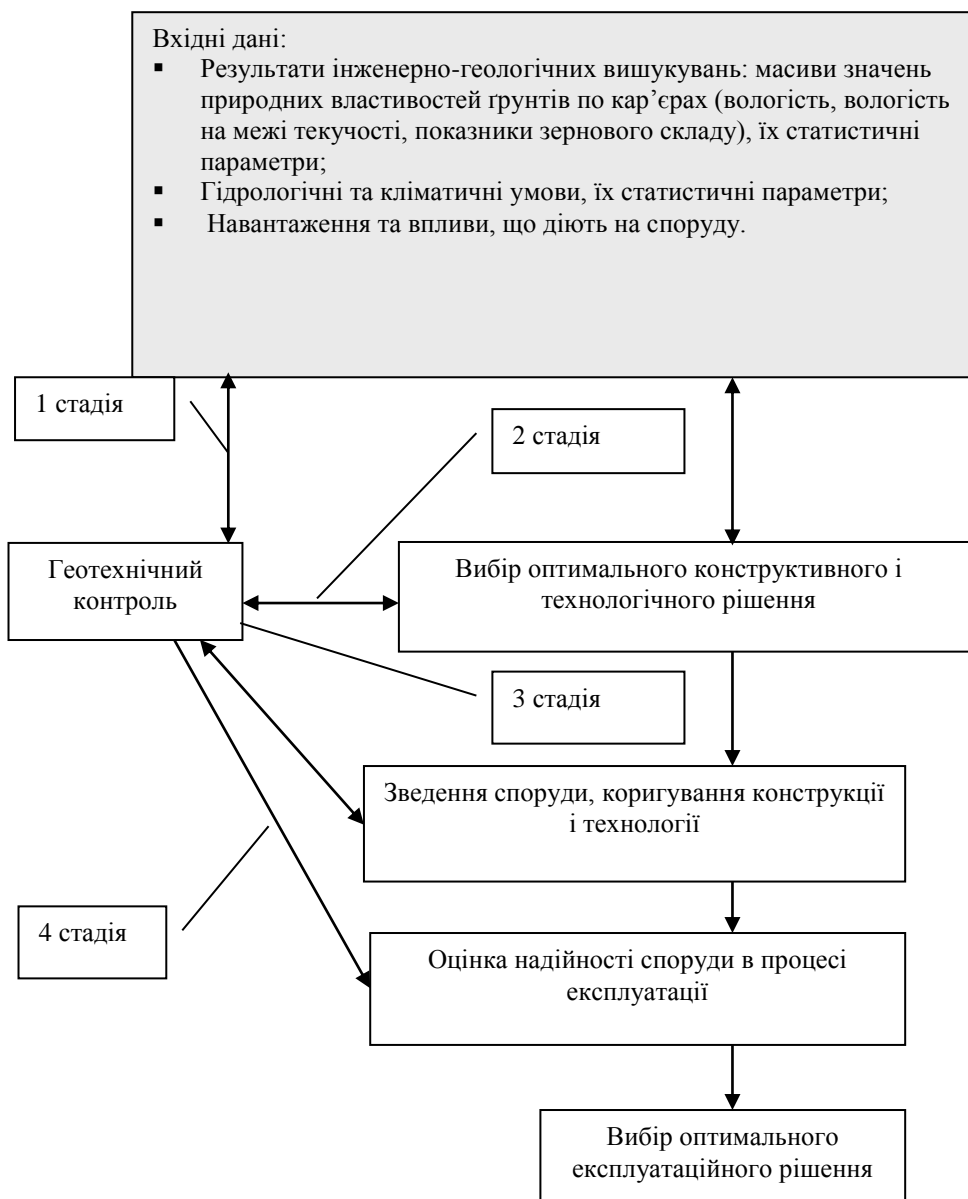 Вхідні дані:
▪ Результати інженерно-геологічних вишукувань: масиви значень
природних властивостей ґрунтів по кар’єрах (вологість, вологість
на межі текучості, показники зернового складу), їх статистичні
параметри;
▪ Гідрологічні та кліматичні умови, їх статистичні параметри;
▪ Навантаження та впливи, що діють на споруду.
1 стадія
2 стадія
Геотехнічний
контроль
Вибір оптимального конструктивного і
технологічного рішення
3 стадія
Зведення споруди, коригування конструкції
і технології
4 стадія
Оцінка надійності споруди в процесі
експлуатації
Вибір оптимального
експлуатаційного рішення